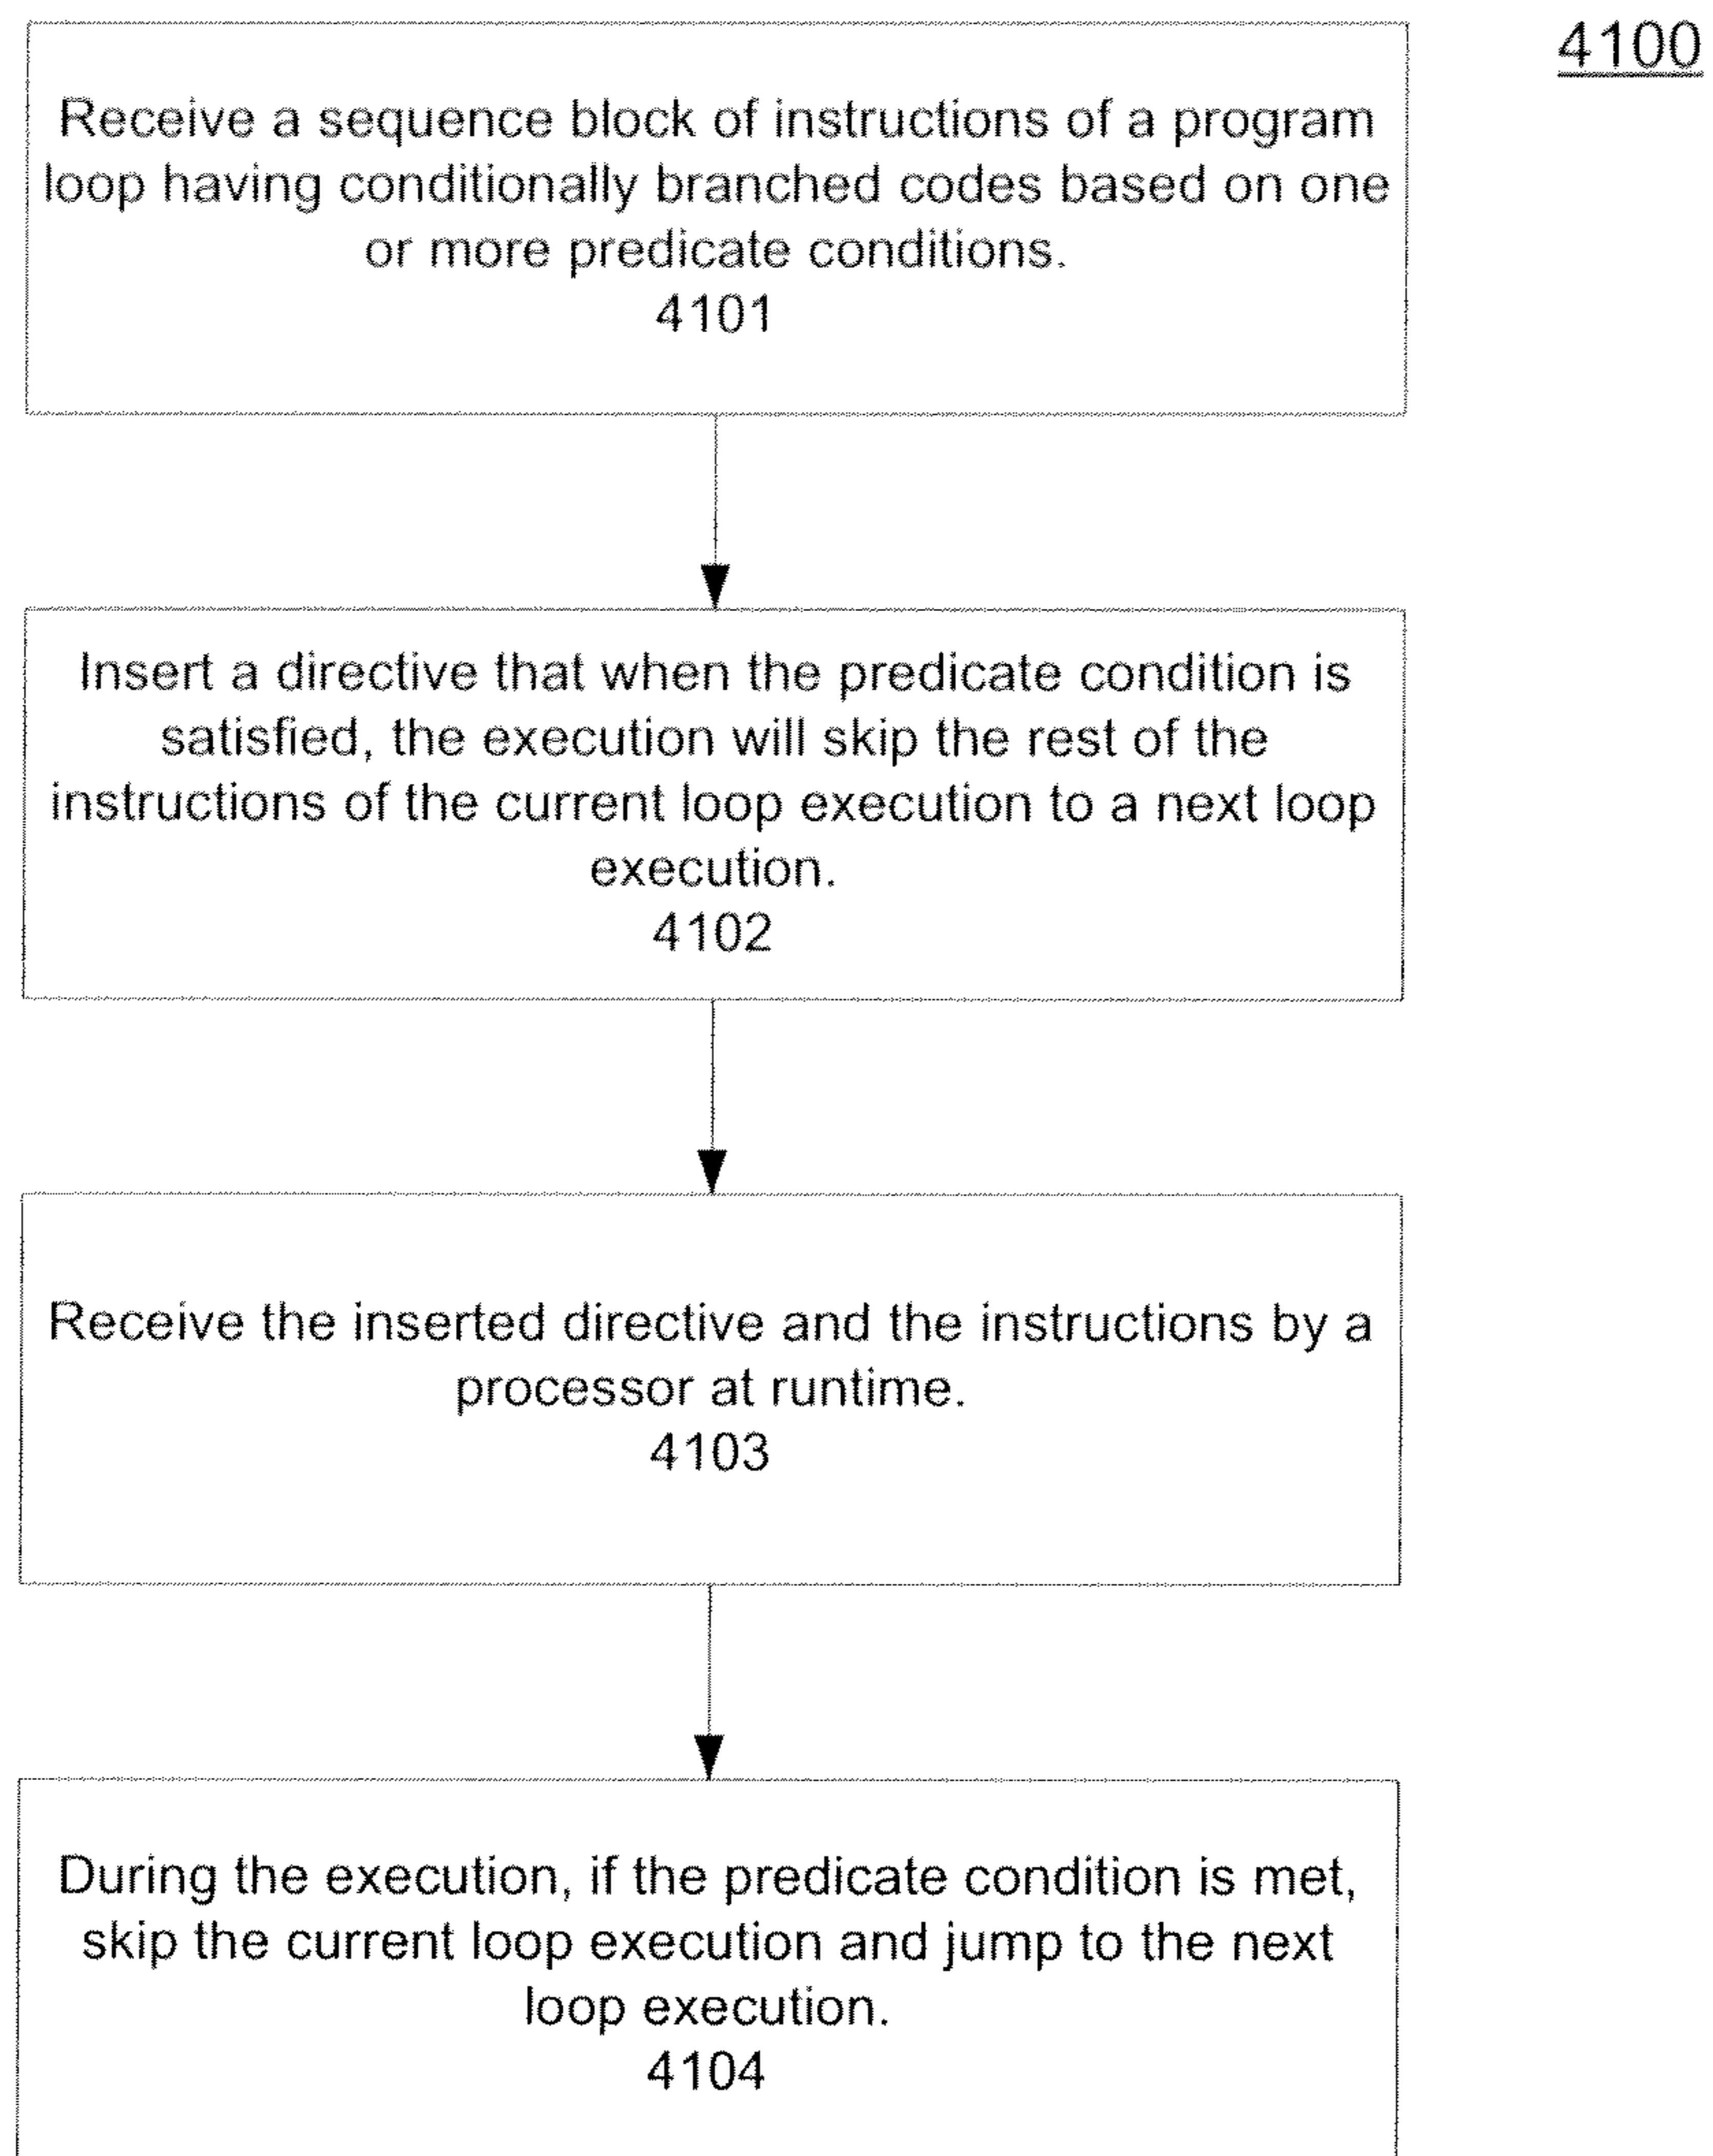 4100
Receive a sequence block of instructions of a program
loop having conditionally branched codes based on one
or more predicate conditions.
4101
Insert a directive that when the predicate condition is
satisfied, the execution will skip the rest of the
instructions of the current loop execution to a next loop
execution.
4102
Receive the inserted directive and the instructions by a
processor at runtime.
4103
During the execution, if the predicate condition is met,
skip the current loop execution and jump to the next
loop execution.
4104